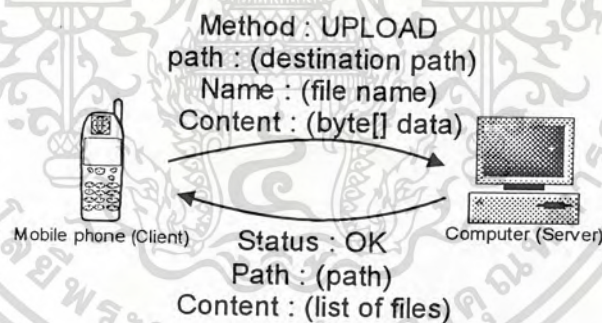 Method : UPLOAD
path : (destination path)
Name : (file name)
Content : (byte[] data)
Mobile phone (Client)
Computer (Server)
Status : OK
Path : (path)
Content : (list of files)